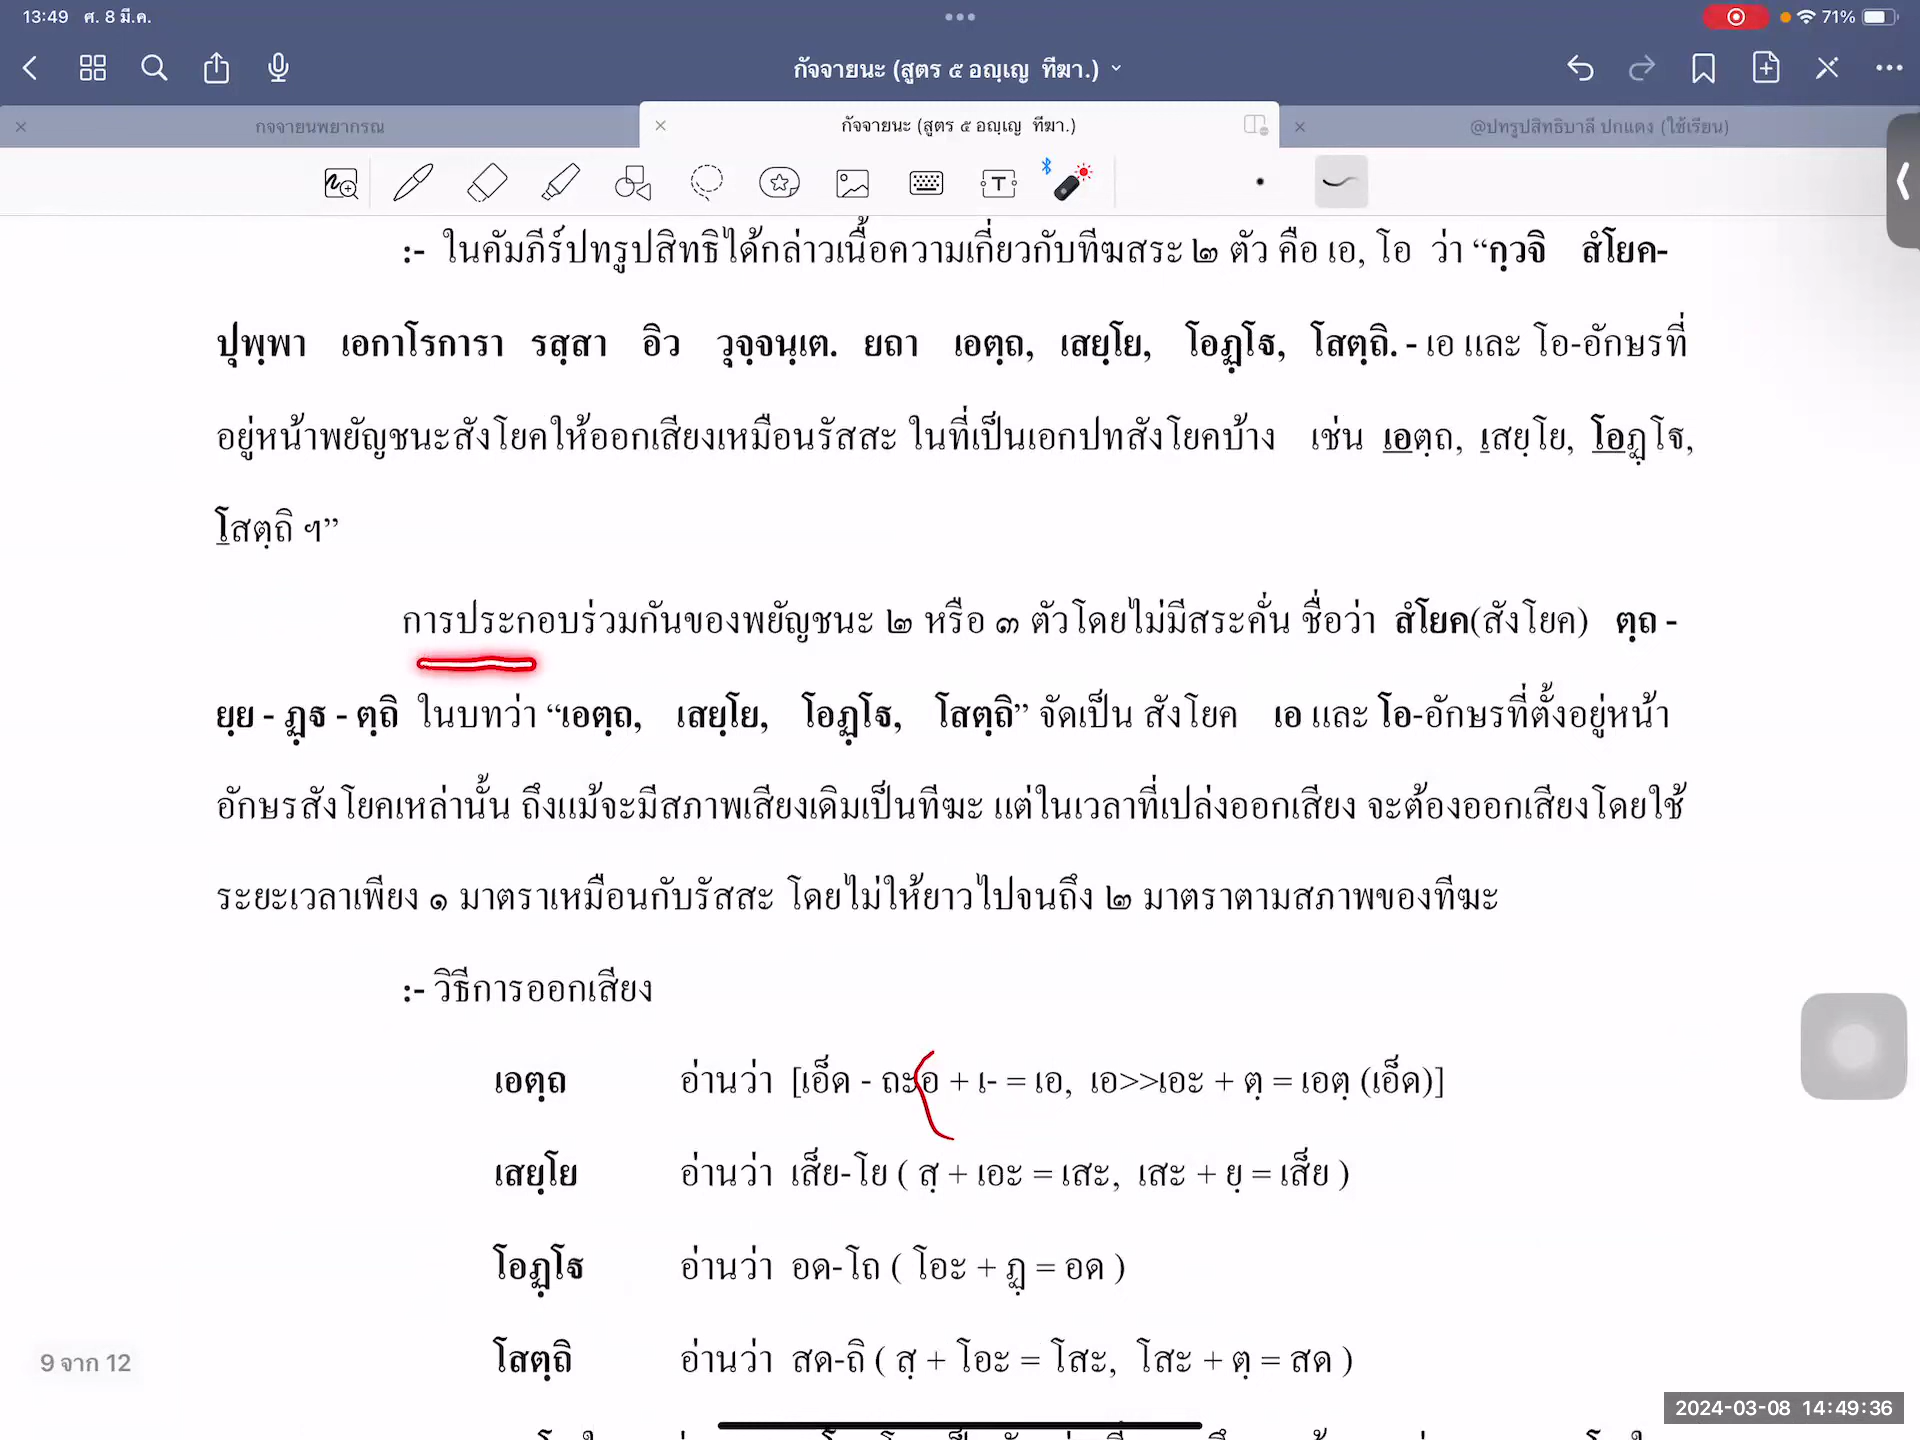 13:49 ศ. 8 มี.ค.
71%
กัจจายนะ (สูตร ๕ อญฺเญ ทีฆา.)
กจจายนพยากรณ
กัจจายนะ (สูตร ๕ อญฺเญ ทีฆา.)
@ปทรูปสิทธิบาลี ปกแดง (ใช้เรียน)
:- ในคัมภีร์ปทรูปสิทธิได้กล่าวเนื้อความเกี่ยวกับทีฆสระ ๒ ตัว คือ เอ, โอ ว่า “กฺวจิ สํโยค-
ปุพฺพา เอกาโรการา รสฺสา อิว วุจฺจนฺเต. ยถา เอตฺถ, เสยฺโย, โอฏฺโฐ, โสตฺถิ. - เอ และ โอ-อักษรที่
อยู่หน้าพยัญชนะสังโยคให้ออกเสียงเหมือนรัสสะ ในที่เป็นเอกปทสังโยคบ้าง เช่น เอตฺถ, เสยฺโย, โอฏฺโฐ,
โสตฺถิ ฯ”
การประกอบร่วมกันของพยัญชนะ ๒ หรือ ๓ ตัวโดยไม่มีสระคั่น ชื่อว่า สํโยค(สังโยค) ตฺถ -
ยฺย - ฏฺฐ - ตฺถิ ในบทว่า “เอตฺถ, เสยฺโย, โอฏฺโฐ, โสตฺถิ” จัดเป็น สังโยค เอ และ โอ-อักษรที่ตั้งอยู่หน้า
อักษรสังโยคเหล่านั้น ถึงแม้จะมีสภาพเสียงเดิมเป็นทีฆะ แต่ในเวลาที่เปล่งออกเสียง จะต้องออกเสียงโดยใช้
ระยะเวลาเพียง ๑ มาตราเหมือนกับรัสสะ โดยไม่ให้ยาวไปจนถึง ๒ มาตราตามสภาพของทีฆะ
:- วิธีการออกเสียง
เอตฺถ อ่านว่า [เอ็ด - ถะอ + เ- = เอ, เอ>>เอะ + ตฺ = เอตฺ (เอ็ด)]
เสยฺโย อ่านว่า เส็ย-โย ( สฺ + เอะ = เสะ, เสะ + ยฺ = เส็ย )
โอฏฺโฐ อ่านว่า อด-โถ ( โอะ + ฏฺ = อด )
โสตฺถิ อ่านว่า สด-ถิ ( สฺ + โอะ = โสะ, โสะ + ตฺ = สด )
9 จาก 12
2024-03-08 14:49:36